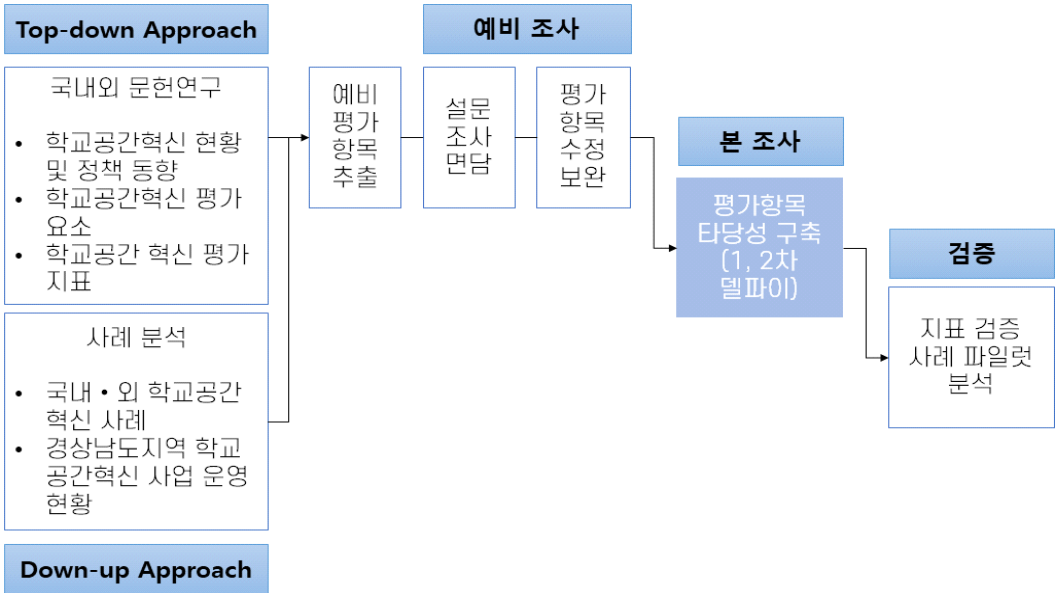 Top-down Approach
국내외 문헌연구
• 학교공간혁신 현황
및 정책 동향
• 학교공간혁신 평가
요소
• 학교공간 혁신 평가
지표
사례 분석
• 국내・외 학교공간
혁신 사례
• 경상남도지역 학교
공간혁신 사업 운영
현황
Down-up Approach
예비 조사
예비
평가
항목
추출
설문
조사
면담
평가
항목
수정
보완
본 조사
평가항목
타당성 구축
(1, 2차
델파이)
검증
지표 검증
사례 파일럿
분석